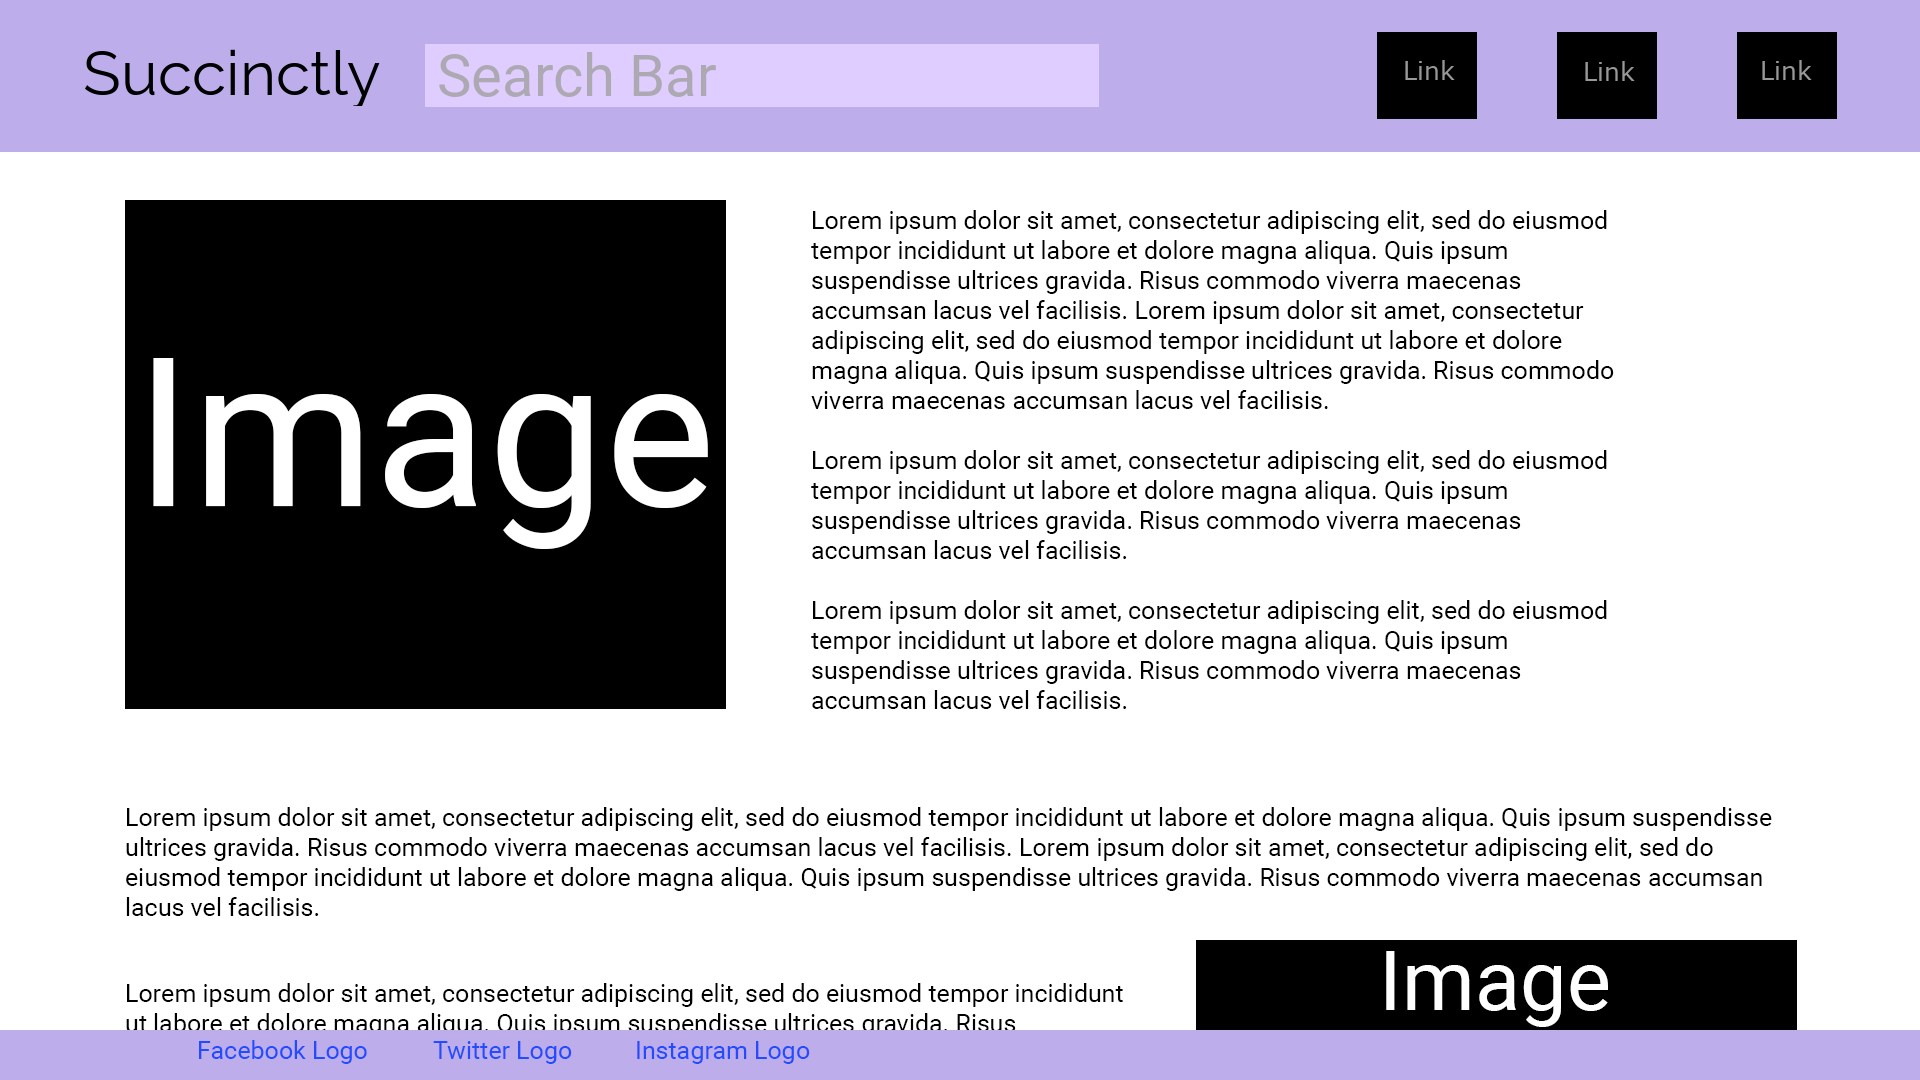 Succinctly
Search Bar
Link
Link
Link
Image
Lorem ipsum dolor sit amet, consectetur adipiscing elit, sed do eiusmod
tempor incididunt ut labore et dolore magna aliqua. Quis ipsum
suspendisse ultrices gravida. Risus commodo viverra maecenas
accumsan lacus vel facilisis. Lorem ipsum dolor sit amet, consectetur
adipiscing elit, sed do eiusmod tempor incididunt ut labore et dolore
magna aliqua. Quis ipsum suspendisse ultrices gravida. Risus commodo
viverra maecenas accumsan lacus vel facilisis.
Lorem ipsum dolor sit amet, consectetur adipiscing elit, sed do eiusmod
tempor incididunt ut labore et dolore magna aliqua. Quis ipsum
suspendisse ultrices gravida. Risus commodo viverra maecenas
accumsan lacus vel facilisis.
Lorem ipsum dolor sit amet, consectetur adipiscing elit, sed do eiusmod
tempor incididunt ut labore et dolore magna aliqua. Quis ipsum
suspendisse ultrices gravida. Risus commodo viverra maecenas
accumsan lacus vel facilisis.
Lorem ipsum dolor sit amet, consectetur adipiscing elit, sed do eiusmod tempor incididunt ut labore et dolore magna aliqua. Quis ipsum suspendisse
ultrices gravida. Risus commodo viverra maecenas accumsan lacus vel facilisis. Lorem ipsum dolor sit amet, consectetur adipiscing elit, sed do
eiusmod tempor incididunt ut labore et dolore magna aliqua. Quis ipsum suspendisse ultrices gravida. Risus commodo viverra maecenas accumsan
lacus vel facilisis.
Lorem ipsum dolor sit amet, consectetur adipiscing elit, sed do eiusmod tempor incididunt
ut labore et dolore magna aliqua. Quis ipsum suspendisse ultrices gravida. Risus
Image
Facebook Logo
Twitter Logo
Instagram Logo